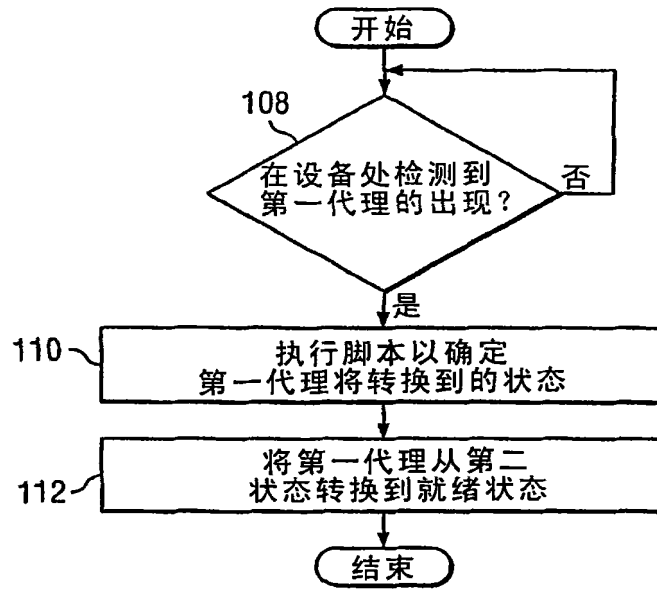 开始
108
在设备处检测到
第一代理的出现?
否
是
110
执行脚本以确定
第一代理将转换到的状态
112
将第一代理从第二
状态转换到就绪状态
结束